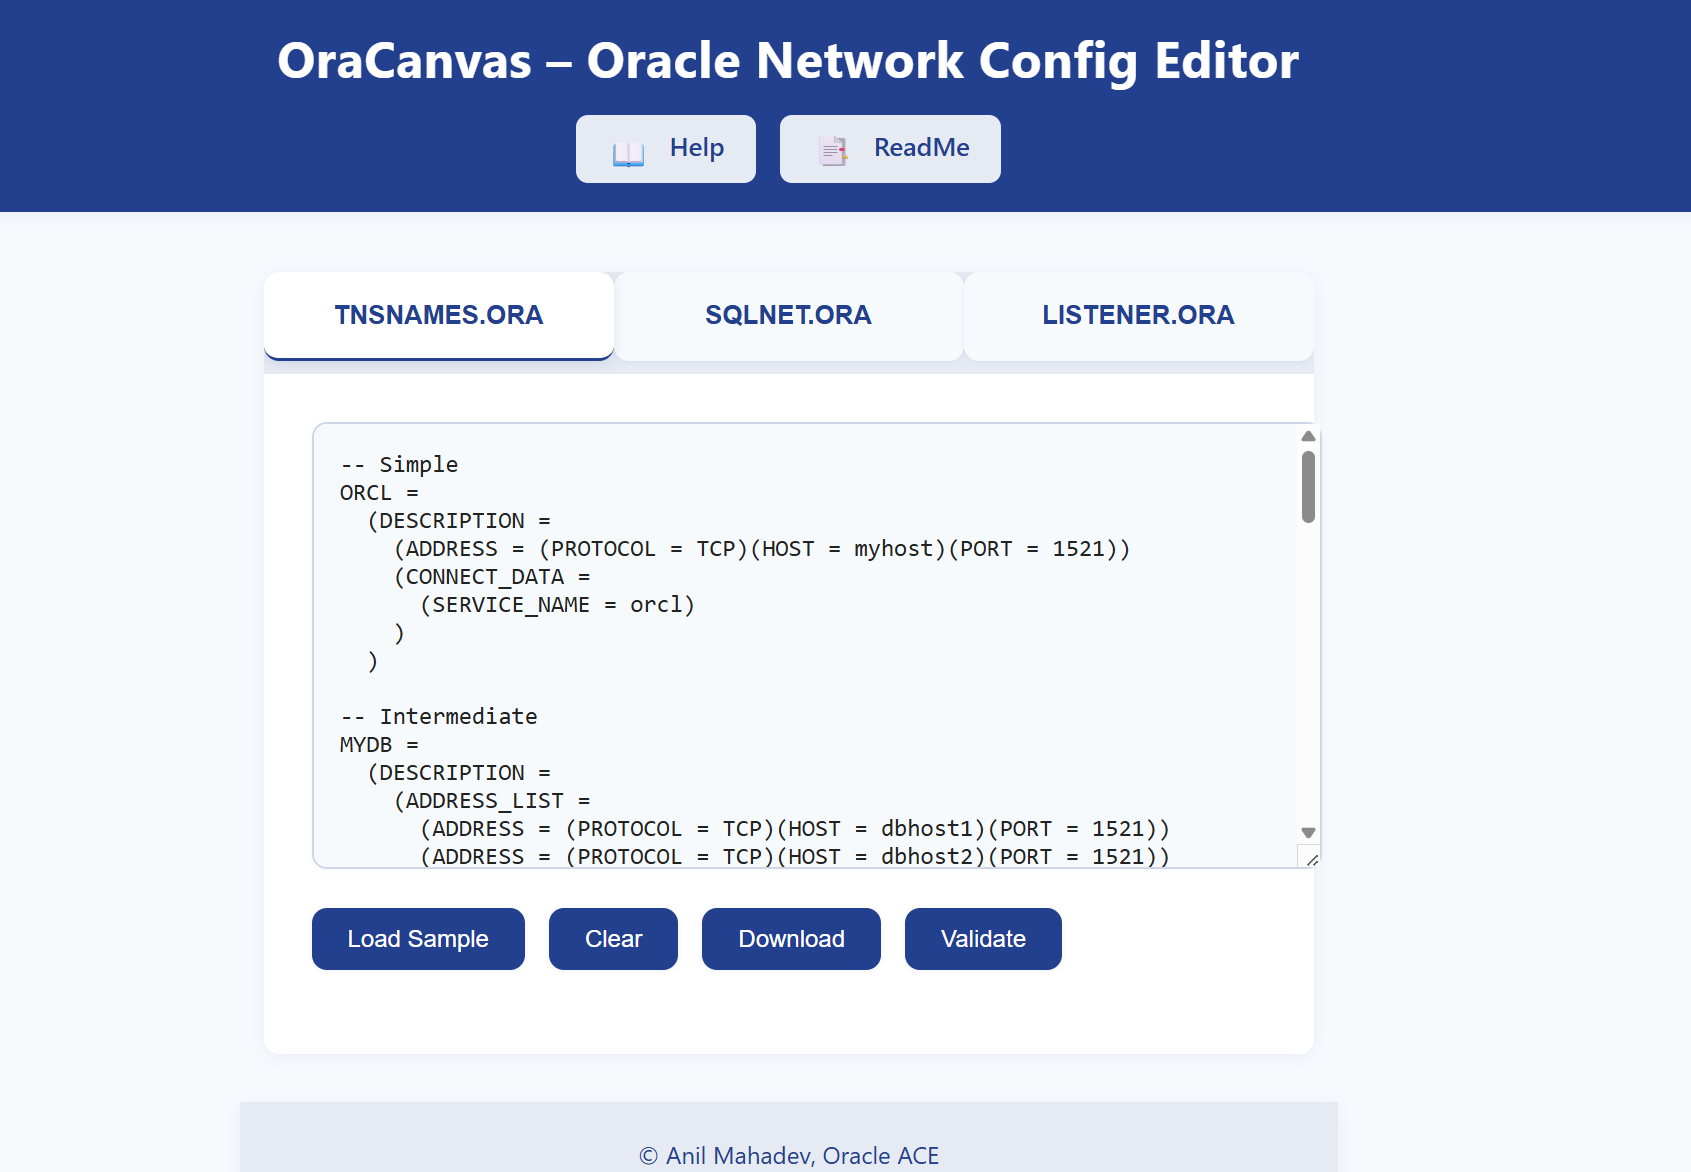 OraCanvas – Oracle Network Config Editor
Help
ReadMe
TNSNAMES.ORA
SQLNET.ORA
LISTENER.ORA
-- Simple
ORCL =
  (DESCRIPTION =
    (ADDRESS = (PROTOCOL = TCP)(HOST = myhost)(PORT = 1521))
    (CONNECT_DATA =
      (SERVICE_NAME = orcl)
    )
  )
-- Intermediate
MYDB =
  (DESCRIPTION =
    (ADDRESS_LIST =
      (ADDRESS = (PROTOCOL = TCP)(HOST = dbhost1)(PORT = 1521))
      (ADDRESS = (PROTOCOL = TCP)(HOST = dbhost2)(PORT = 1521))
Load Sample
Clear
Download
Validate
© Anil Mahadev, Oracle ACE